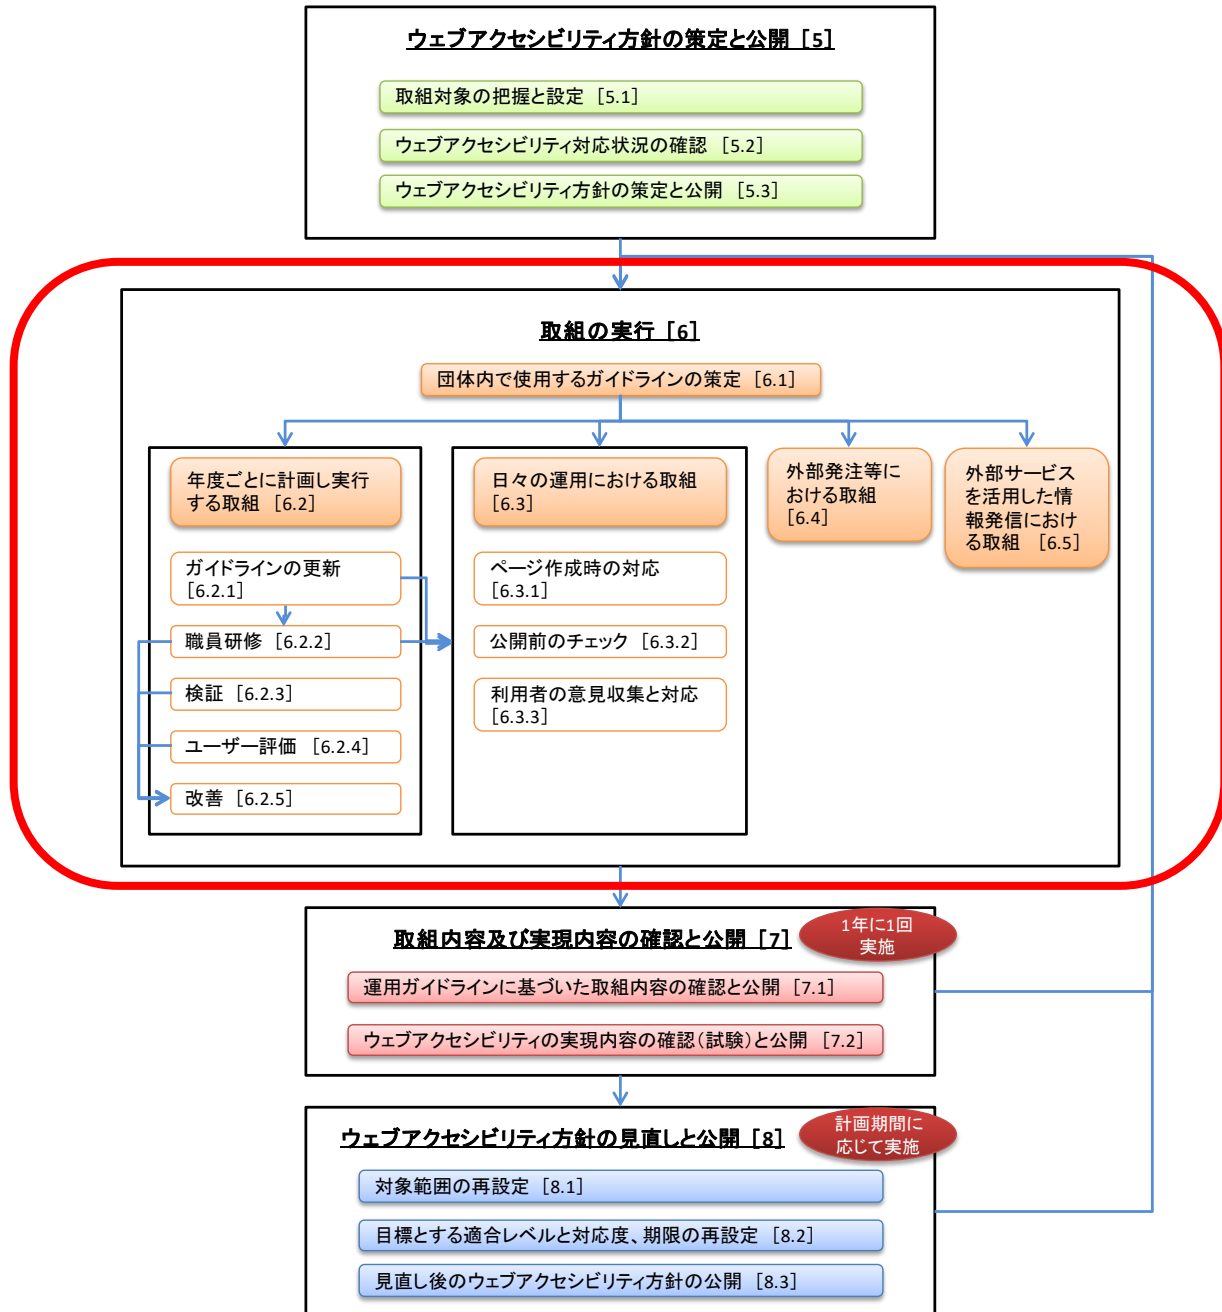 ウェブアクセシビリティ方針の策定と公開 [5]
取組対象の把握と設定 [5.1]
ウェブアクセシビリティ対応状況の確認 [5.2]
ウェブアクセシビリティ方針の策定と公開 [5.3]
取組の実行 [6]
団体内で使用するガイドラインの策定 [6.1]
年度ごとに計画し実行
する取組 [6.2]
ガイドラインの更新
[6.2.1]
職員研修 [6.2.2]
検証 [6.2.3]
ユーザー評価 [6.2.4]
改善 [6.2.5]
日々の運用における取組
[6.3]
ページ作成時の対応
[6.3.1]
公開前のチェック [6.3.2]
利用者の意見収集と対応
[6.3.3]
外部発注等に
おける取組
[6.4]
外部サービス
を活用した情
報発信におけ
る取組 [6.5]
取組内容及び実現内容の確認と公開 [7]
1年に1回
実施
運用ガイドラインに基づいた取組内容の確認と公開 [7.1]
ウェブアクセシビリティの実現内容の確認(試験)と公開 [7.2]
ウェブアクセシビリティ方針の見直しと公開 [8]
計画期間に
応じて実施
対象範囲の再設定 [8.1]
目標とする適合レベルと対応度、期限の再設定 [8.2]
見直し後のウェブアクセシビリティ方針の公開 [8.3]